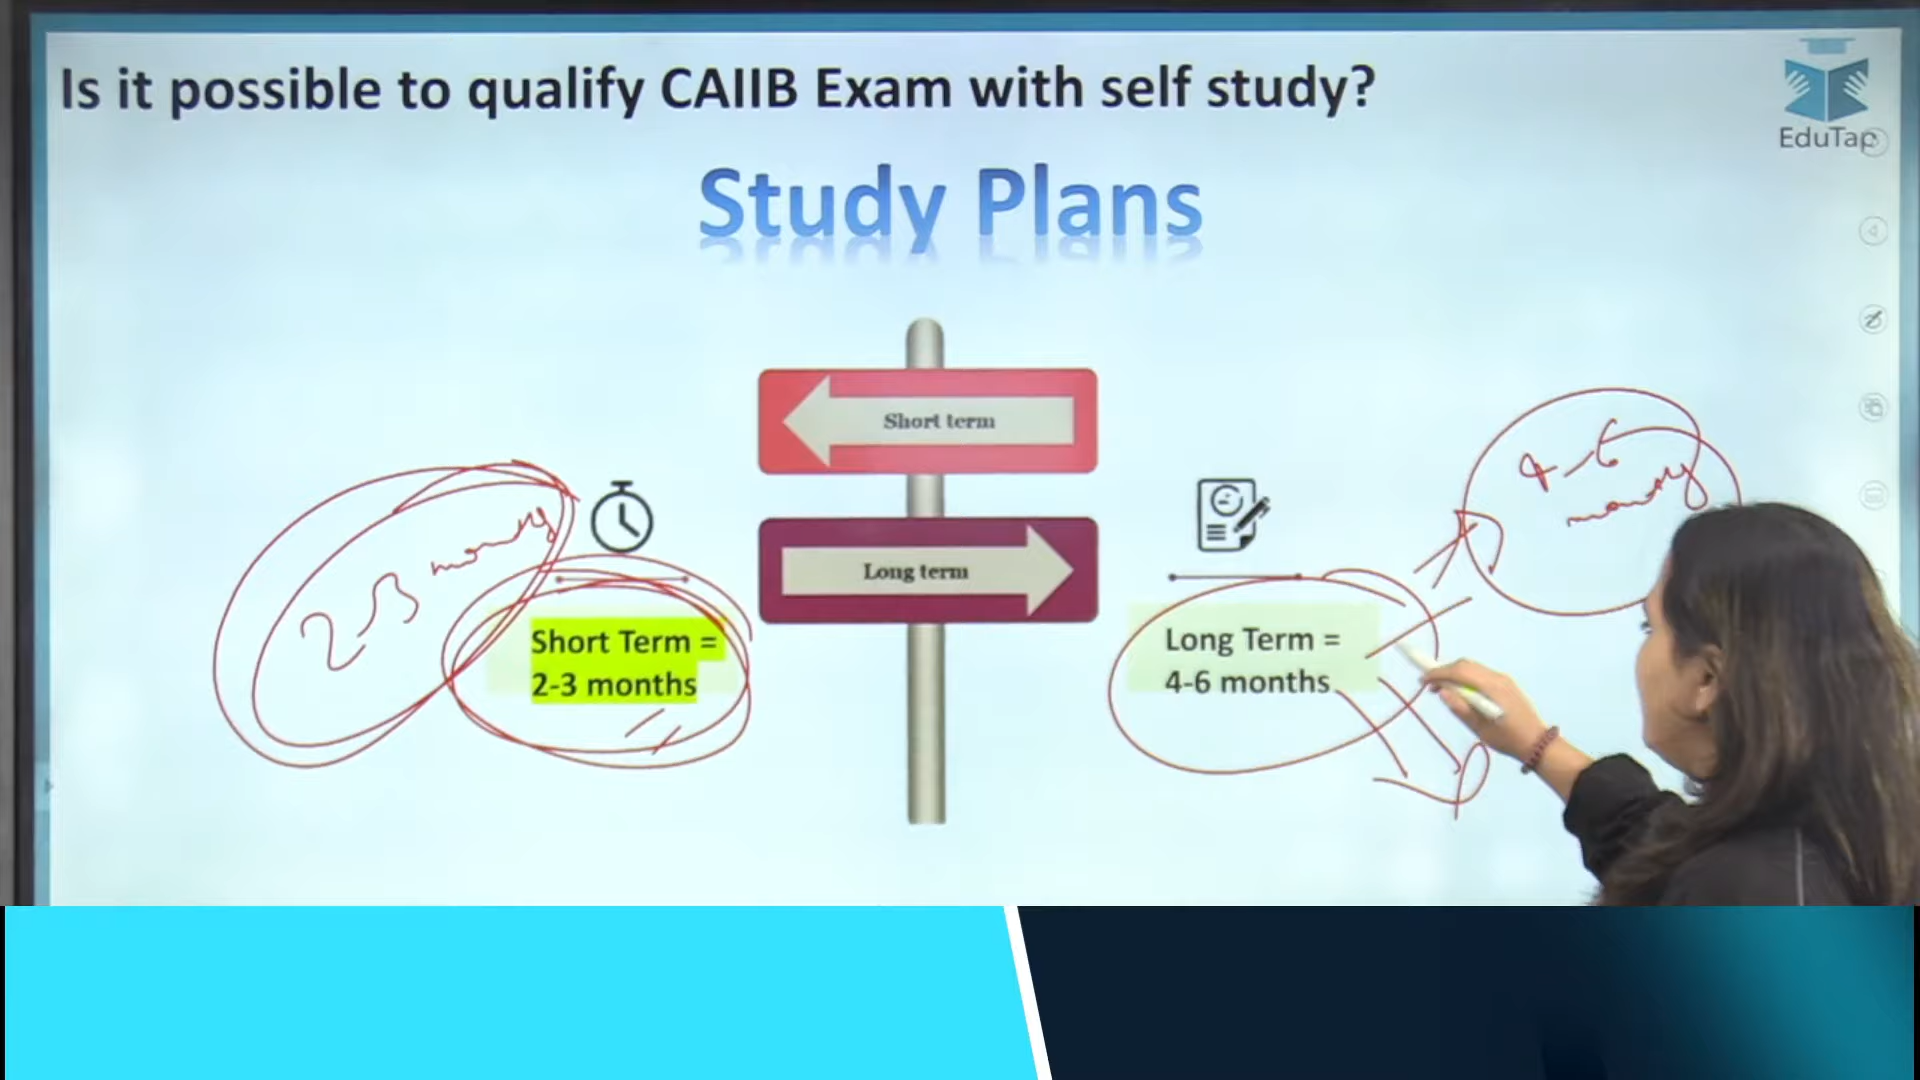 Is it possible to qualify CAIIB Exam with self study?
EduTap
Study Plans
Short term
Long term
2-3 months
4-6
months
Short Term =
2-3 months
Long Term =
4-6 months